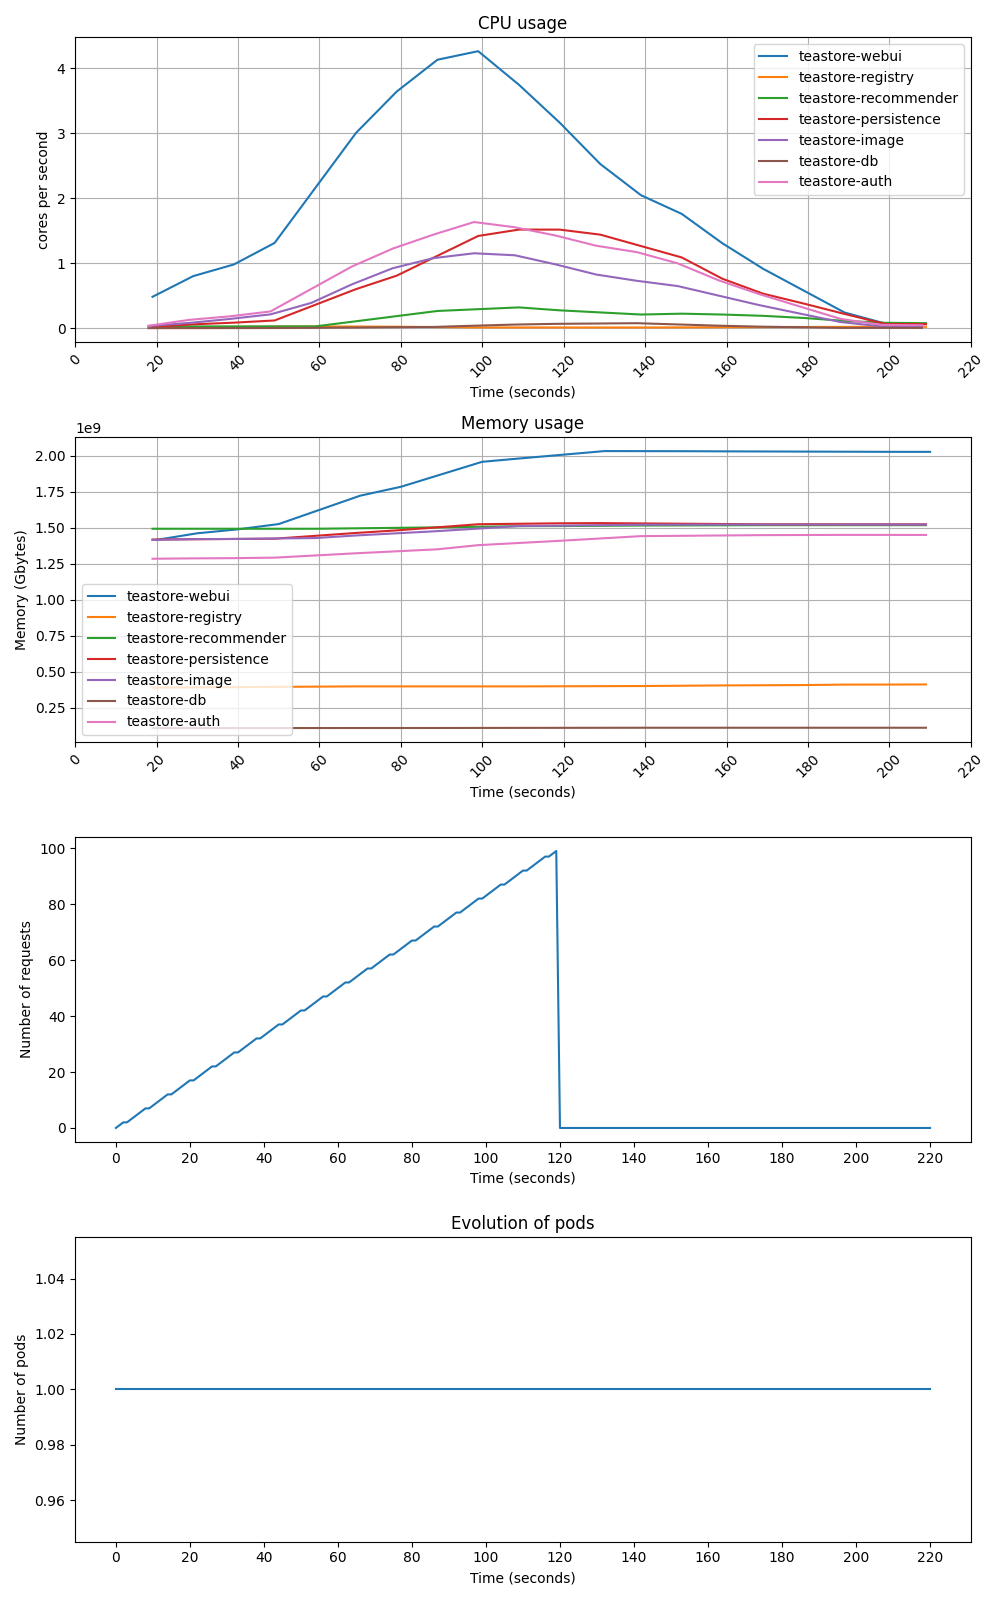 CPU usage
cores per second
4
3
2
1
0
teastore-webui
teastore-registry
teastore-recommender
teastore-persistence
teastore-image
teastore-db
teastore-auth
0 20 40 60 80 100 120 140 160 180 200 220
Time (seconds)
Memory usage
1e9
Memory (Gbytes)
2.00
1.75
1.50
1.25
1.00
0.75
0.50
0.25
teastore-webui
teastore-registry
teastore-recommender
teastore-persistence
teastore-image
teastore-db
teastore-auth
0 20 40 60 80 100 120 140 160 180 200 220
Time (seconds)
Number of requests
100
80
60
40
20
0
0 20 40 60 80 100 120 140 160 180 200 220
Time (seconds)
Evolution of pods
Number of pods
1.04
1.02
1.00
0.98
0.96
0 20 40 60 80 100 120 140 160 180 200 220
Time (seconds)